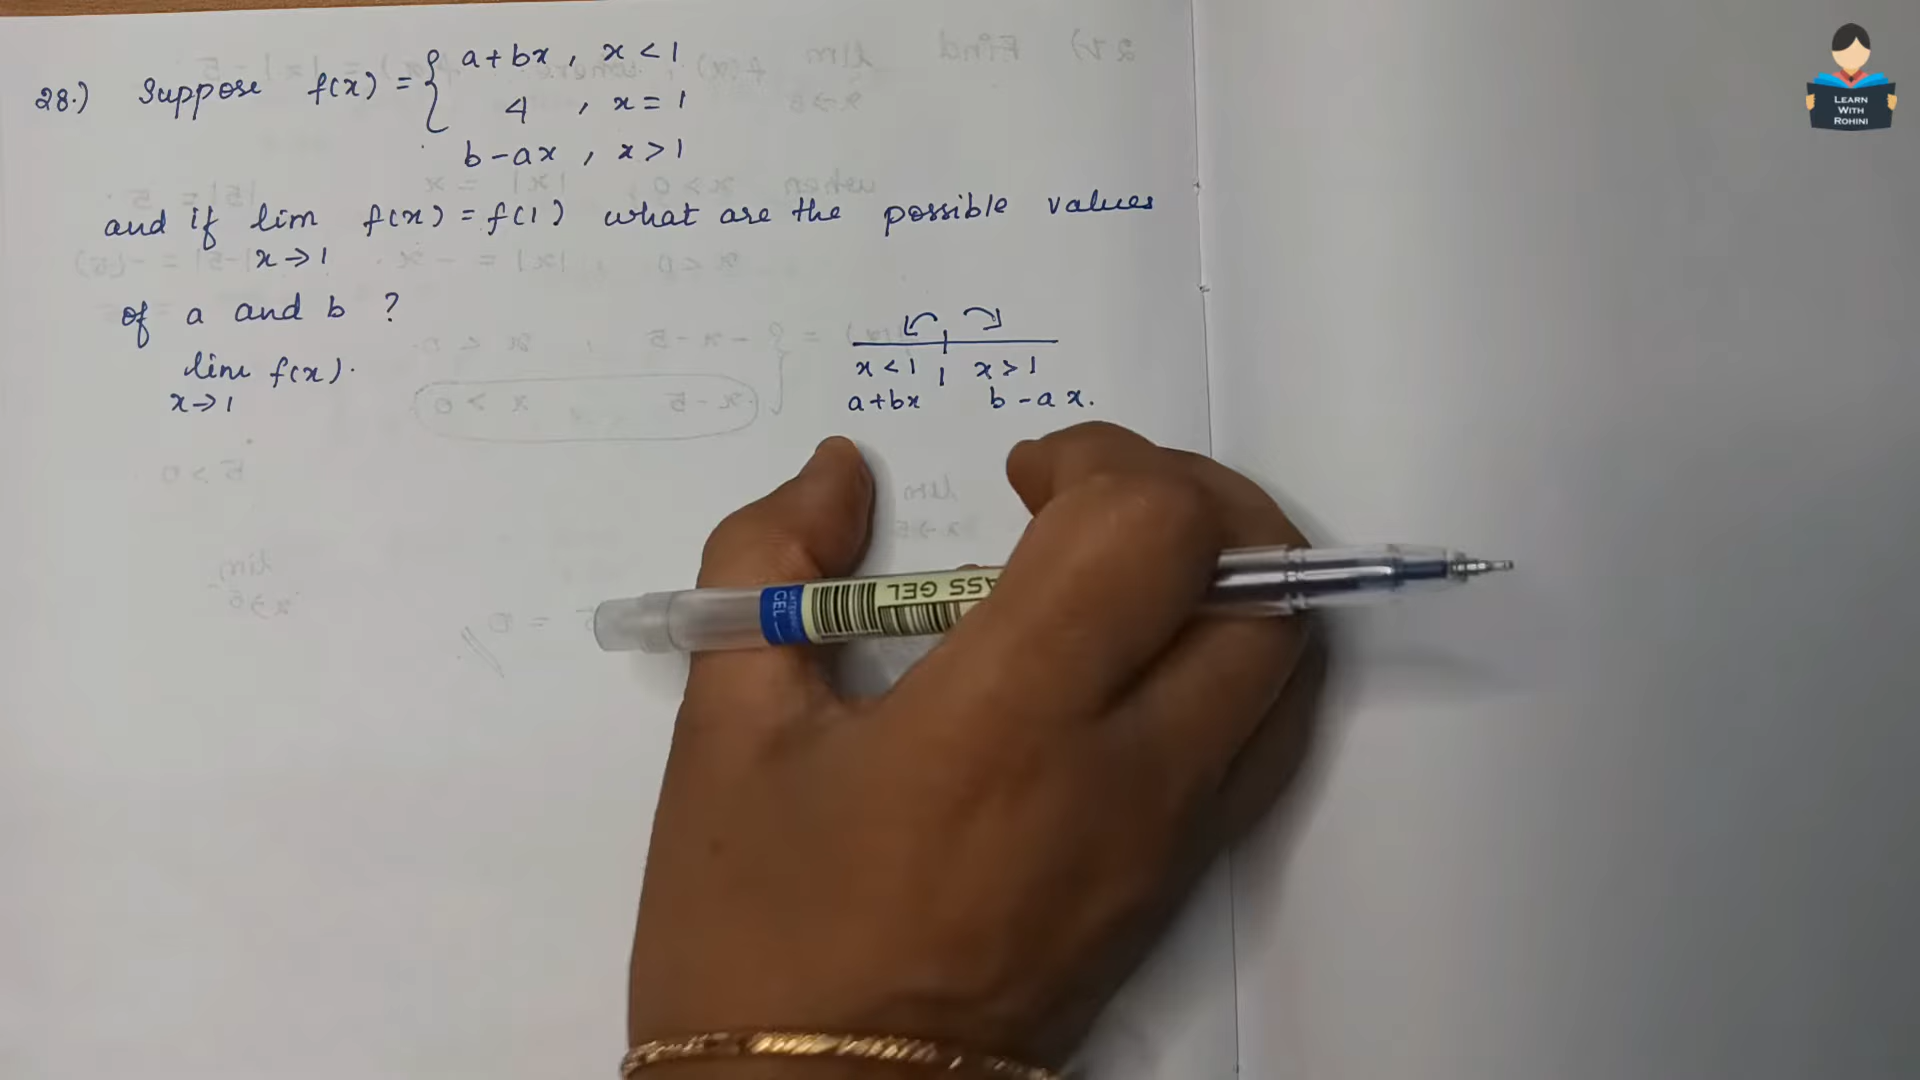 28.) Suppose f(x) = { a + bx , x < 1
4 , x = 1
b - ax , x > 1
and if lim f(x) = f(1) what are the possible values
x → 1
of a and b ?
lim f(x).
x → 1
x < 1 1 x > 1
a + bx b - a x.
LEARN
WITH
ROHINI
GEL
ASS GEL